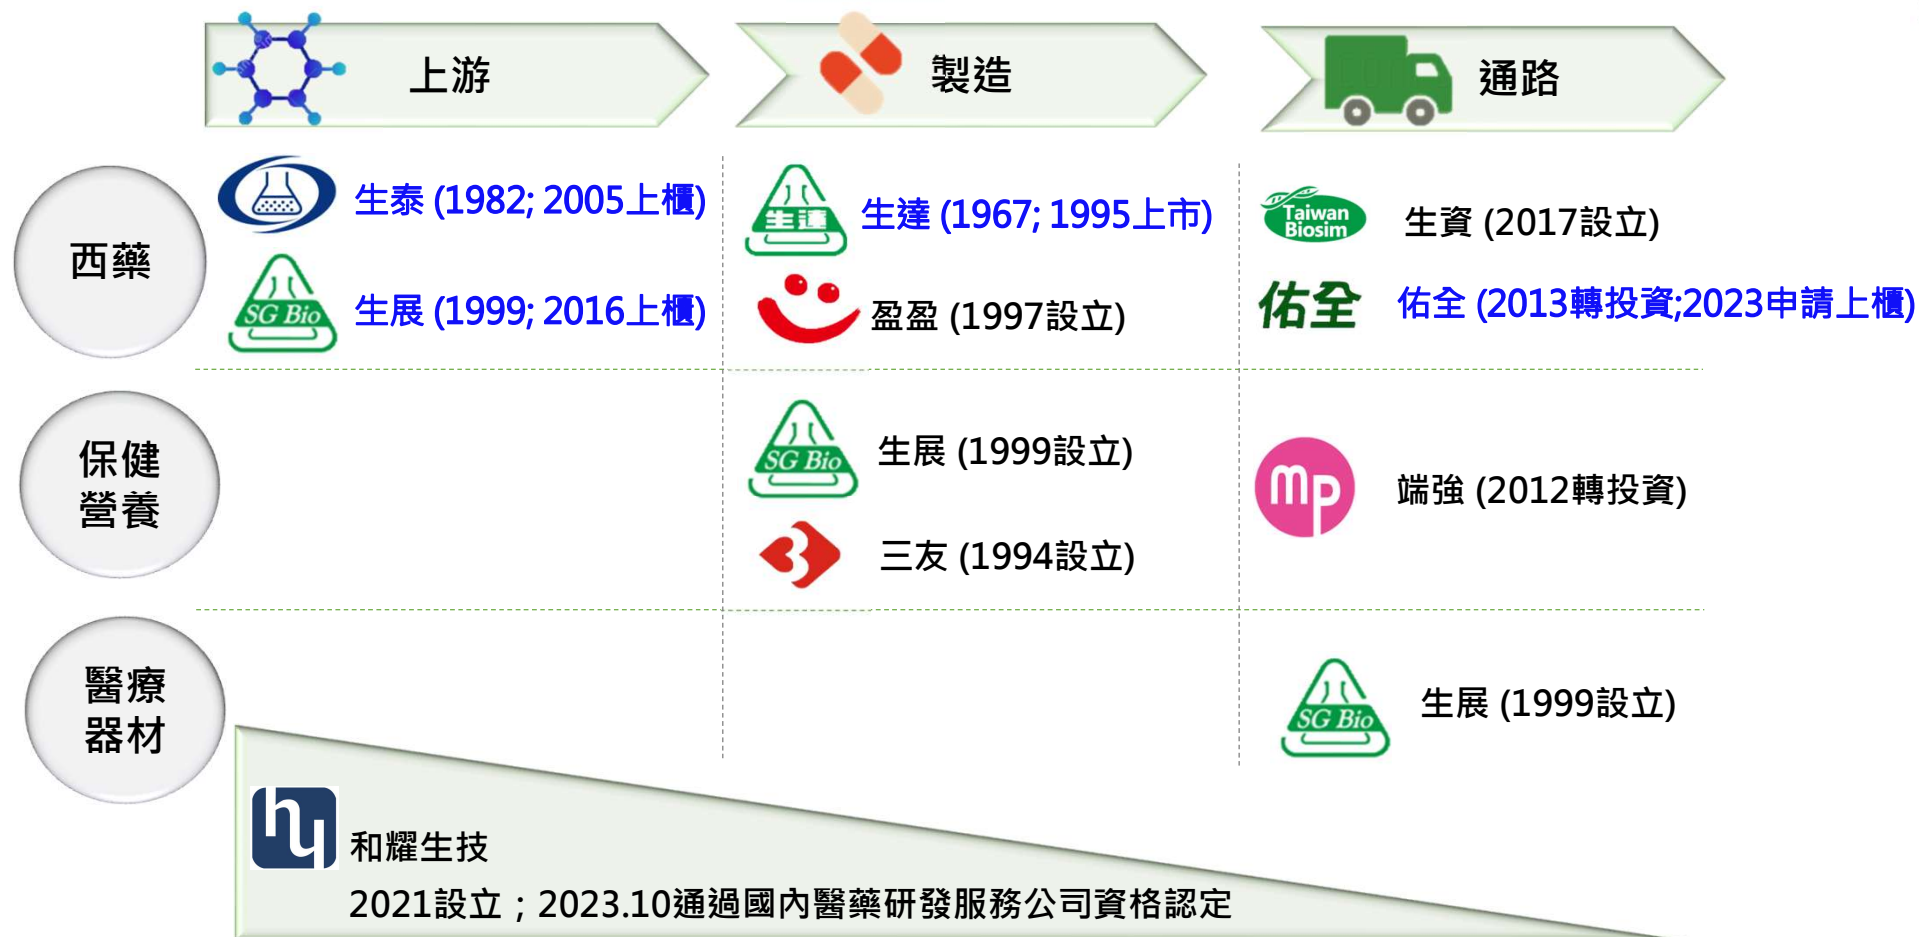 上游
製造
通路
西藥
生泰 (1982; 2005上櫃)
SG Bio
生展 (1999; 2016上櫃)
生達
生達 (1967; 1995上市)
盈盈 (1997設立)
Taiwan
Biosim
生資 (2017設立)
佑全
佑全 (2013轉投資;2023申請上櫃)
保健
營養
SG Bio
生展 (1999設立)
三友 (1994設立)
mp
端強 (2012轉投資)
醫療
器材
SG Bio
生展 (1999設立)
hy
和耀生技
2021設立；2023.10通過國內醫藥研發服務公司資格認定